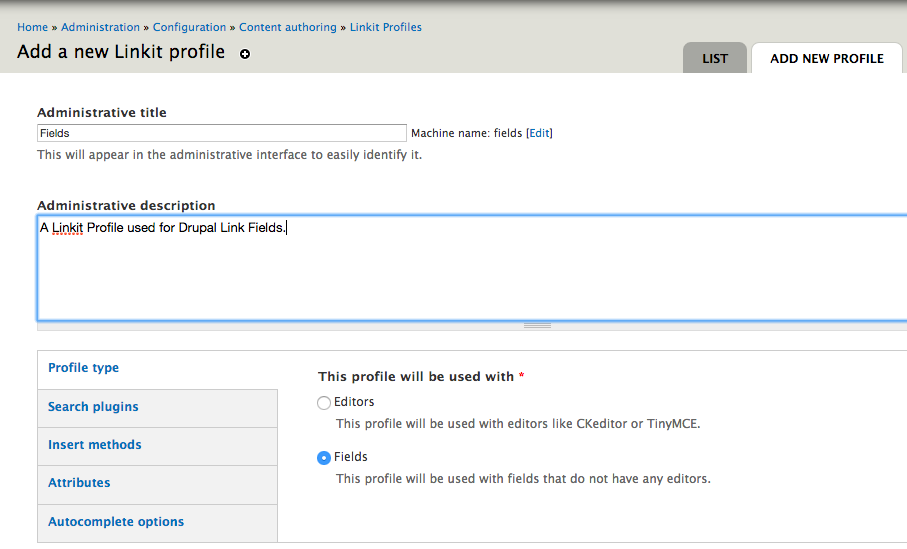 Home » Administration » Configuration » Content authoring » Linkit Profiles
Add a new Linkit profile
LIST
ADD NEW PROFILE
Administrative title
Fields
Machine name: fields [Edit]
This will appear in the administrative interface to easily identify it.
Administrative description
A Linkit Profile used for Drupal Link Fields.
Profile type
Search plugins
Insert methods
Attributes
Autocomplete options
This profile will be used with *
Editors
This profile will be used with editors like CKeditor or TinyMCE.
Fields
This profile will be used with fields that do not have any editors.